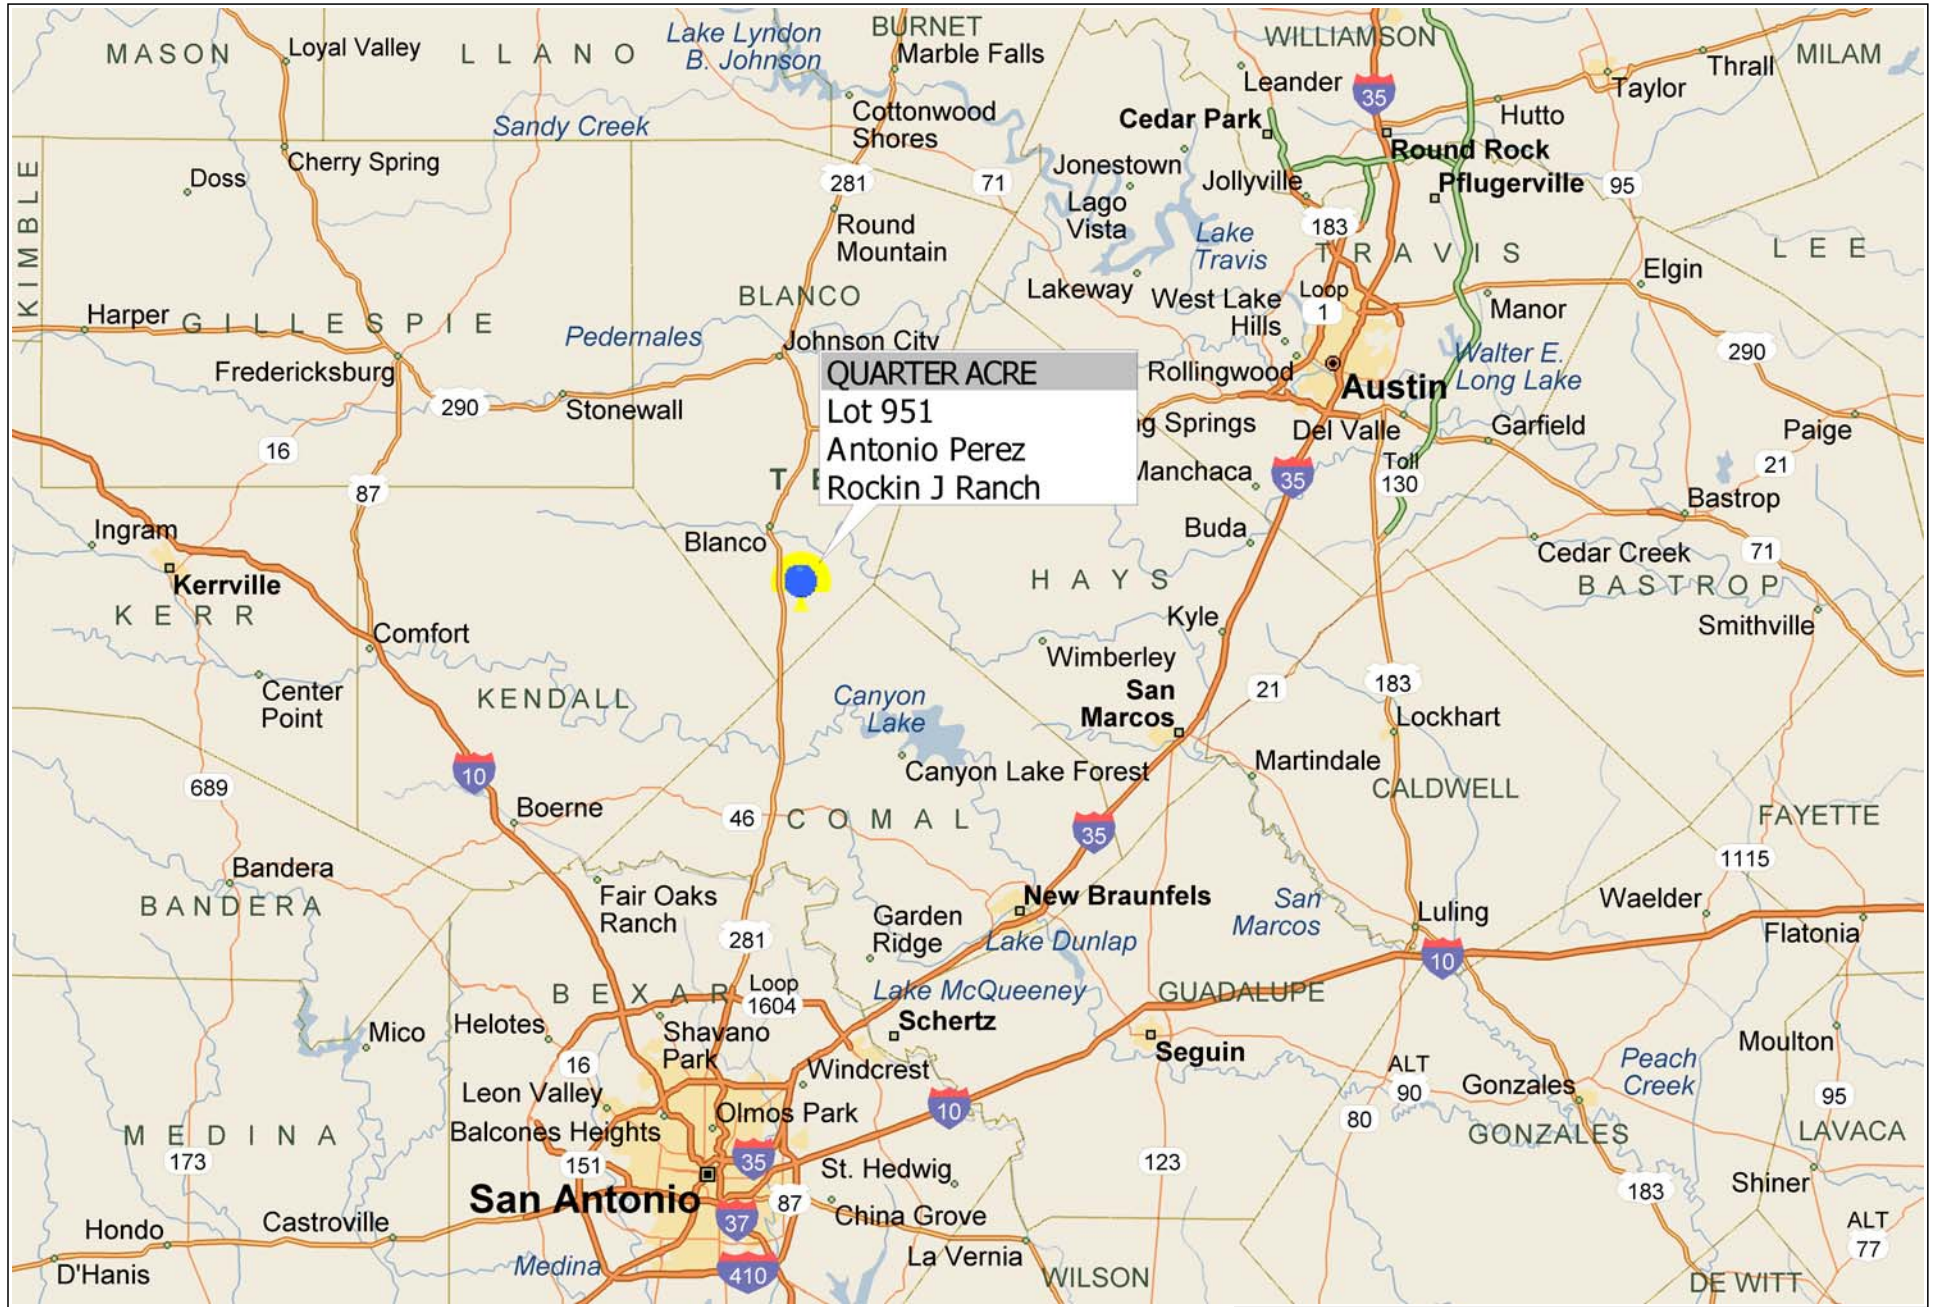 MASON
Loyal Valley
LLANO
Lake Lyndon
B. Johnson
BURNET
Marble Falls
WILLIAMSON
MILAM
Leander
35
Thrall
Taylor
Cottonwood
Shores
Cedar Park
Hutto
Sandy Creek
KIMBLE
Doss
Cherry Spring
281
71
Jonestown
Jollyville
Round Rock
Pflugerville
95
Lago
Vista
Round
Mountain
183
Lake
Travis
TRAVIS
LEE
Elgin
Lakeway
West Lake
Hills
Loop
1
Manor
BLANCO
Harper
GILLESPIE
Pedernales
Johnson City
290
Fredericksburg
QUARTER ACRE
Lot 951
Antonio Perez
Rockin J Ranch
Rollingwood
Austin
Walter E.
Long Lake
290
Stonewall
ng Springs
Del Valle
Garfield
Paige
16
T E
Manchaca
35
Toll
130
21
87
Bastrop
Ingram
Blanco
Buda
Cedar Creek
71
Kerrville
KERR
HAYS
BASTROP
Kyle
Smithville
Comfort
Wimberley
Center
Point
KENDALL
Canyon
Lake
San
Marcos
21
183
Lockhart
10
Canyon Lake Forest
Martindale
689
CALDWELL
Boerne
46
COMAL
35
FAYETTE
1115
Bandera
BANDERA
Fair Oaks
Ranch
New Braunfels
San
Marcos
Luling
Waelder
281
Garden
Ridge
Lake Dunlap
10
Flatonia
BEXAR
Loop
1604
Lake McQueeney
GUADALUPE
Mico
Helotes
Shavano
Park
Schertz
Seguin
Moulton
16
Windcrest
ALT
90
Peach
Creek
Leon Valley
Olmos Park
10
Gonzales
95
Balcones Heights
80
MEDINA
GONZALES
LAVACA
173
151
35
St. Hedwig
123
183
Shiner
San Antonio
37
87
China Grove
Hondo
Castroville
La Vernia
ALT
77
D'Hanis
Medina
410
WILSON
DE WITT